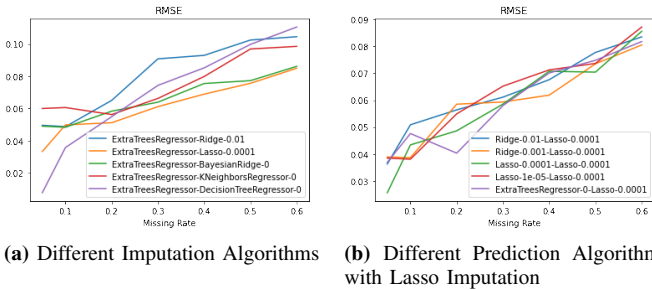 RMSE
0.10
0.08
0.06
0.04
0.02
ExtraTreesRegressor-Ridge-0.01
ExtraTreesRegressor-Lasso-0.0001
ExtraTreesRegressor-BayesianRidge-0
ExtraTreesRegressor-KNeighborsRegressor-0
ExtraTreesRegressor-DecisionTreeRegressor-0
0.1 0.2 0.3 0.4 0.5 0.6
Missing Rate
(a) Different Imputation Algorithms
RMSE
0.09
0.08
0.07
0.06
0.05
0.04
0.03
Ridge-0.01-Lasso-0.0001
Ridge-0.001-Lasso-0.0001
Lasso-0.0001-Lasso-0.0001
Lasso-1e-05-Lasso-0.0001
ExtraTreesRegressor-0-Lasso-0.0001
0.1 0.2 0.3 0.4 0.5 0.6
Missing Rate
(b) Different Prediction Algorithm
with Lasso Imputation